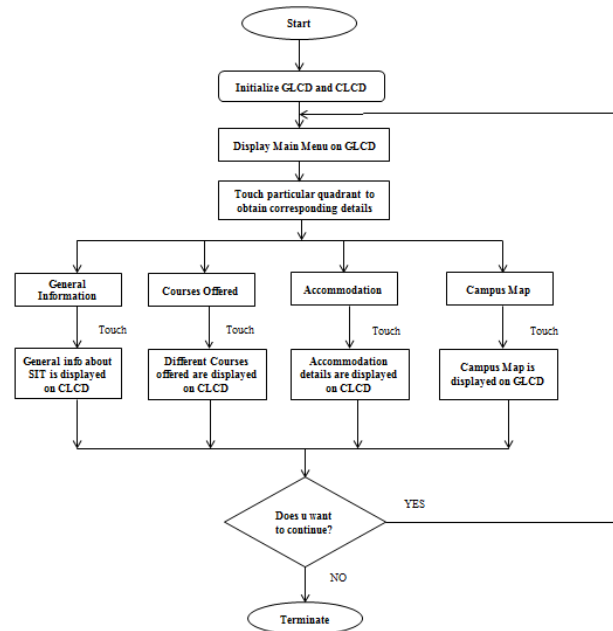 Start
Initialize GLCD and CLCD
Display Main Menu on GLCD
Touch particular quadrant to
obtain corresponding details
General
Information
Courses Offered
Accommodation
Campus Map
Touch
Touch
Touch
Touch
General info about
SIT is displayed
on CLCD
Different Courses
offered are displayed
on CLCD
Accommodation
details are displayed
on CLCD
Campus Map is
displayed on GLCD
Does u want
to continue?
YES
NO
Terminate